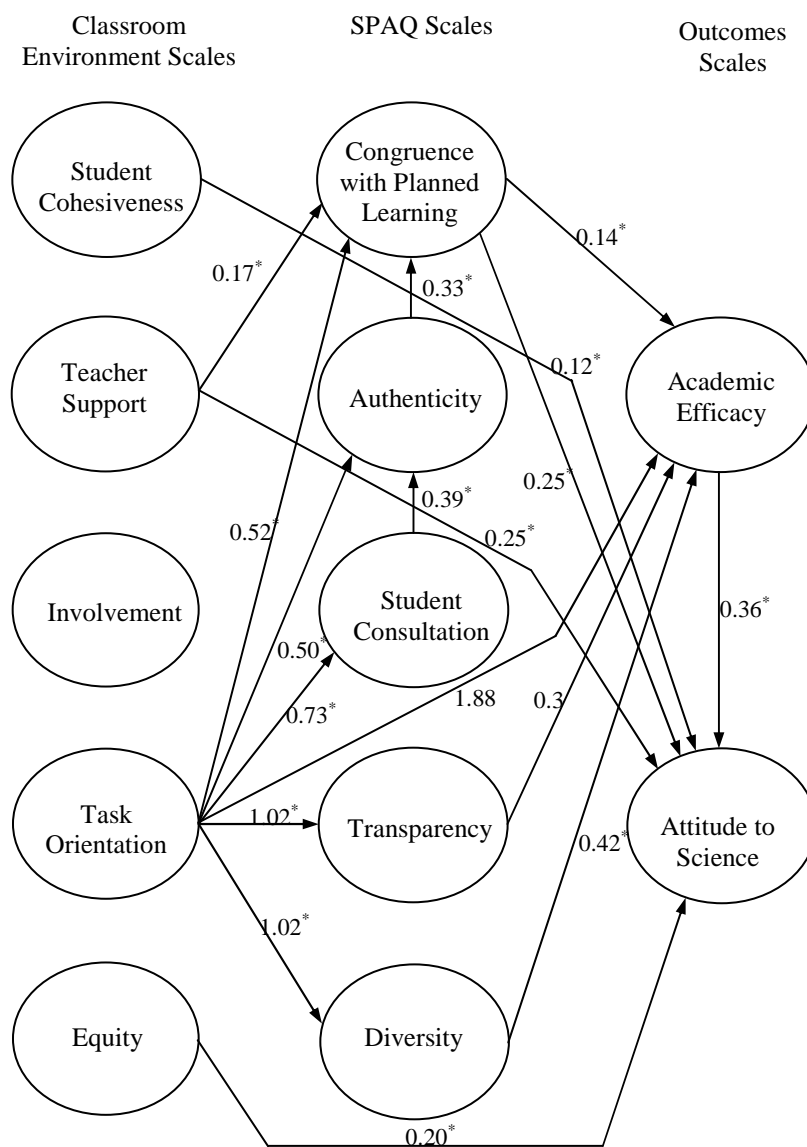 Classroom
Environment Scales
SPAQ Scales
Outcomes
Scales
Student
Cohesiveness
Congruence
with Planned
Learning
0.14*
0.17*
0.33*
Teacher
Support
Authenticity
0.12*
Academic
Efficacy
0.39*
0.25*
0.52*
0.25*
Involvement
Student
Consultation
0.36*
0.50*
0.73*
1.88
0.3
Task
Orientation
1.02*
Transparency
0.42*
Attitude to
Science
1.02*
Equity
Diversity
0.20*